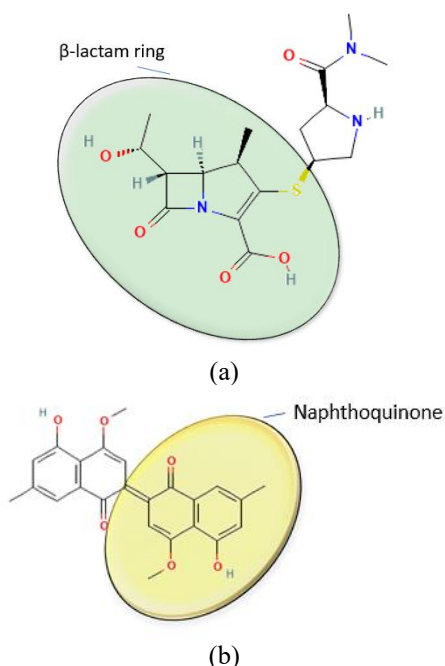 β-lactam ring
N
O
N H
H
O
H
H
S
N
O
O
O
H
(a)
Naphthoquinone
H O O
O
O
O O
H
(b)